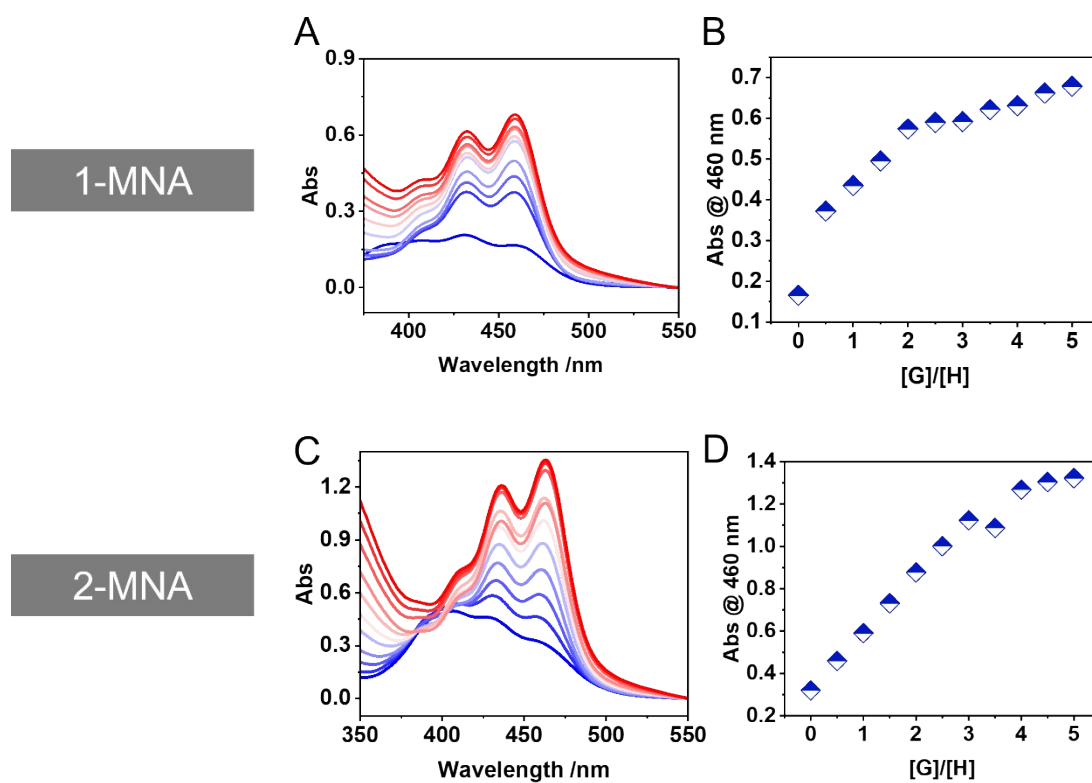 1-MNA
A
0.9
0.6
0.3
0.0
Abs
400 450 500 550
Wavelength /nm
B
0.7
0.6
0.5
0.4
0.3
0.2
0.1
Abs @ 460 nm
0 1 2 3 4 5
[G]/[H]
2-MNA
C
1.2
0.9
0.6
0.3
0.0
Abs
350 400 450 500 550
Wavelength /nm
D
1.4
1.2
1.0
0.8
0.6
0.4
0.2
Abs @ 460 nm
0 1 2 3 4 5
[G]/[H]